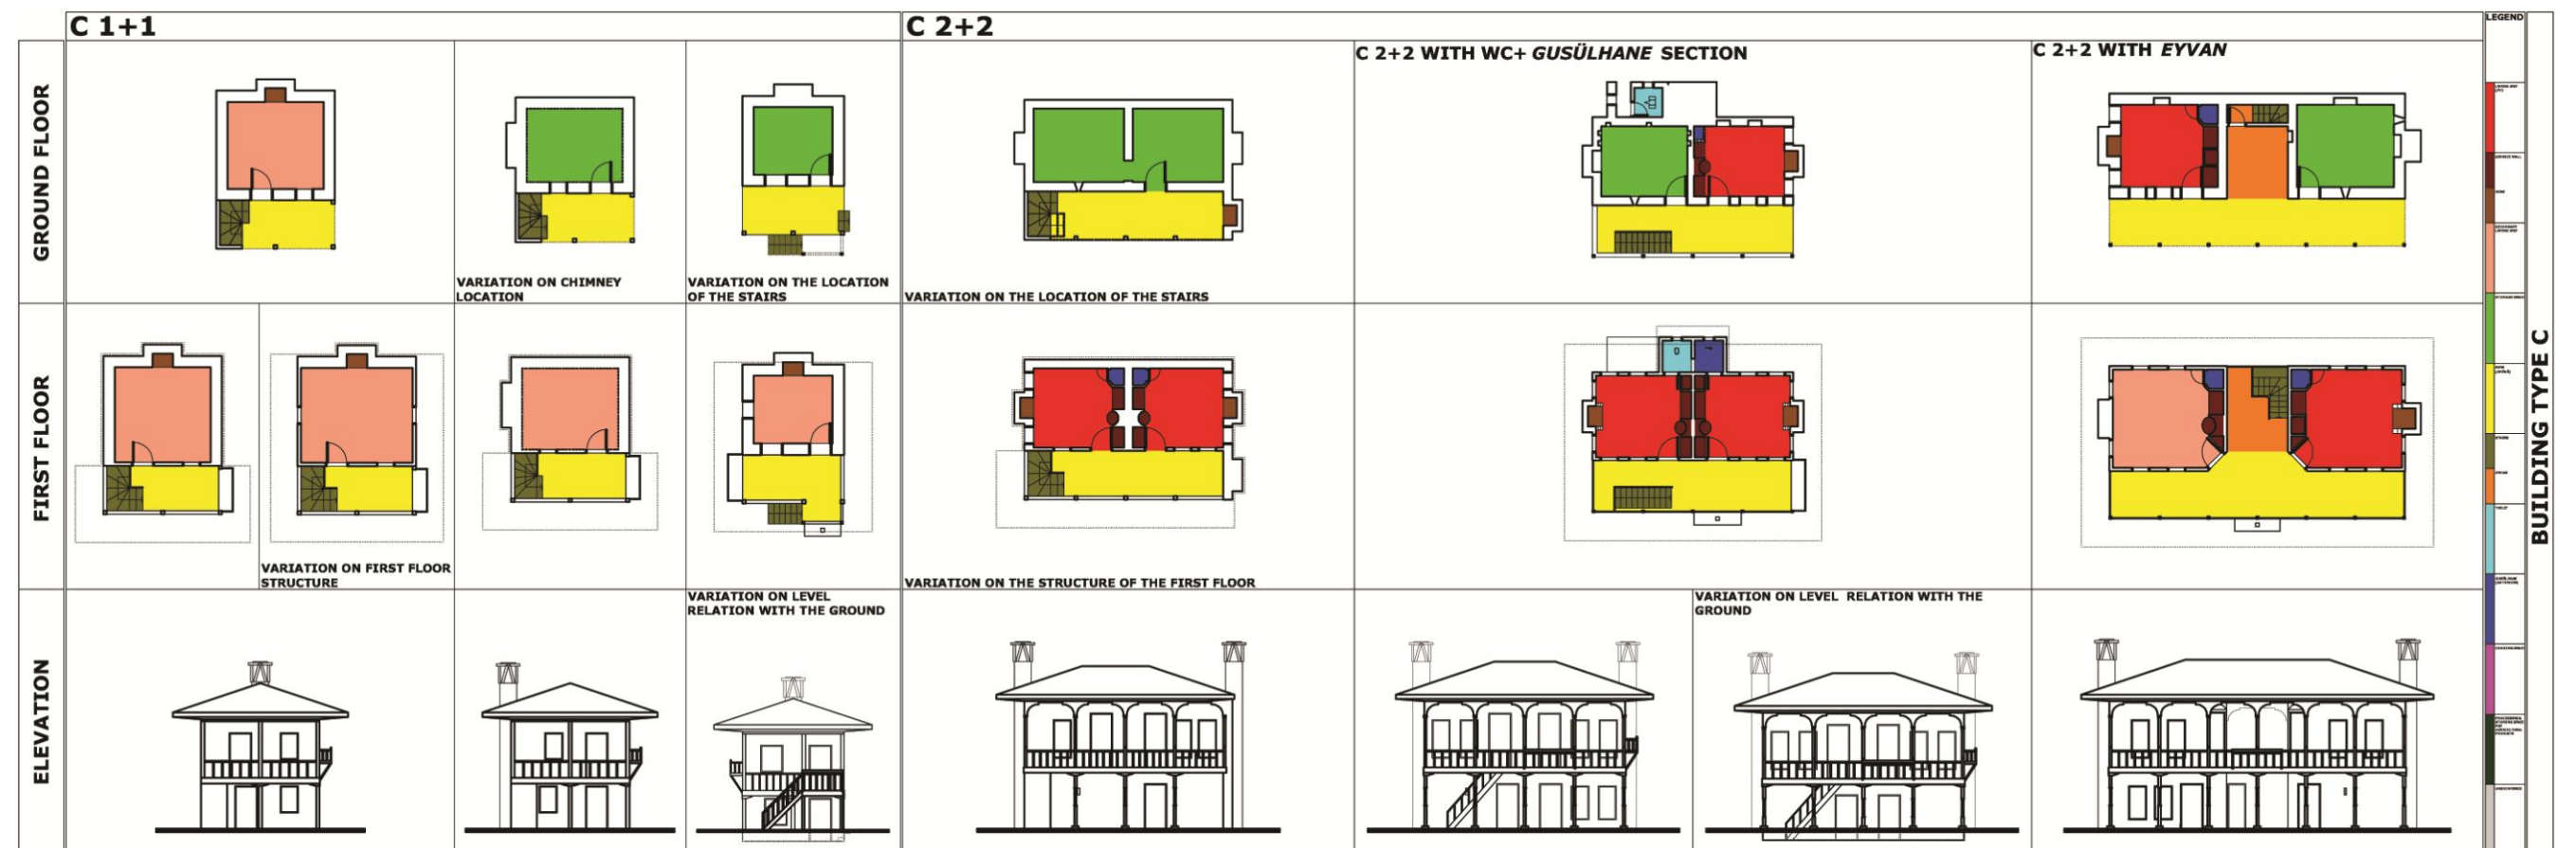 C 1+1
C 2+2
LEGEND
C 2+2 WITH WC+ GUSÜLHANE SECTION
C 2+2 WITH EYVAN
GROUND FLOOR
VARIATION ON CHIMNEY
LOCATION
VARIATION ON THE LOCATION
OF THE STAIRS
VARIATION ON THE LOCATION OF THE STAIRS
FIRST FLOOR
VARIATION ON FIRST FLOOR
STRUCTURE
VARIATION ON THE STRUCTURE OF THE FIRST FLOOR
BUILDING TYPE C
ELEVATION
VARIATION ON LEVEL
RELATION WITH THE GROUND
VARIATION ON LEVEL RELATION WITH THE
GROUND